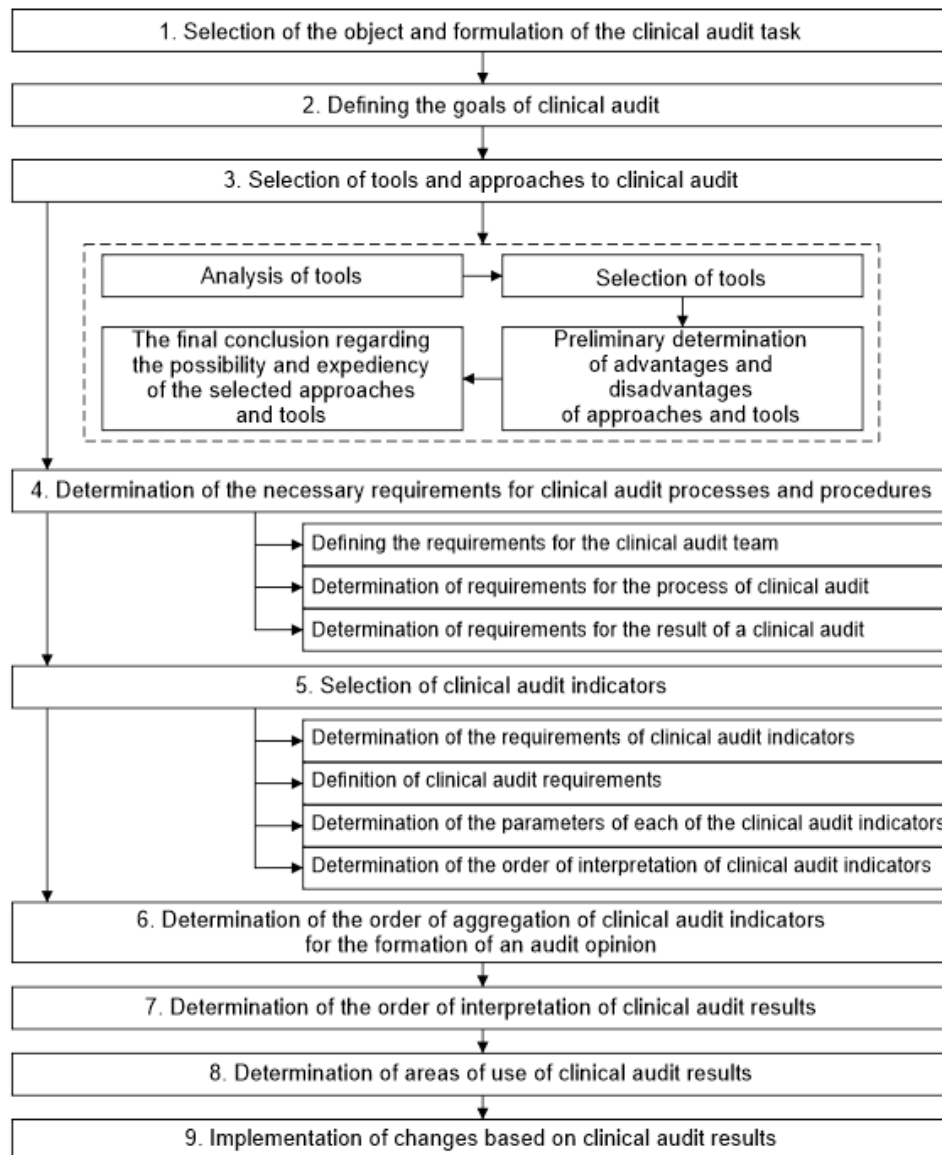 1. Selection of the object and formulation of the clinical audit task
2. Defining the goals of clinical audit
3. Selection of tools and approaches to clinical audit
Analysis of tools
Selection of tools
Preliminary determination
of advantages and
disadvantages
of approaches and tools
The final conclusion regarding
the possibility and expediency
of the selected approaches
and tools
4. Determination of the necessary requirements for clinical audit processes and procedures
Defining the requirements for the clinical audit team
Determination of requirements for the process of clinical audit
Determination of requirements for the result of a clinical audit
5. Selection of clinical audit indicators
Determination of the requirements of clinical audit indicators
Definition of clinical audit requirements
Determination of the parameters of each of the clinical audit indicators
Determination of the order of interpretation of clinical audit indicators
6. Determination of the order of aggregation of clinical audit indicators
for the formation of an audit opinion
7. Determination of the order of interpretation of clinical audit results
8. Determination of areas of use of clinical audit results
9. Implementation of changes based on clinical audit results